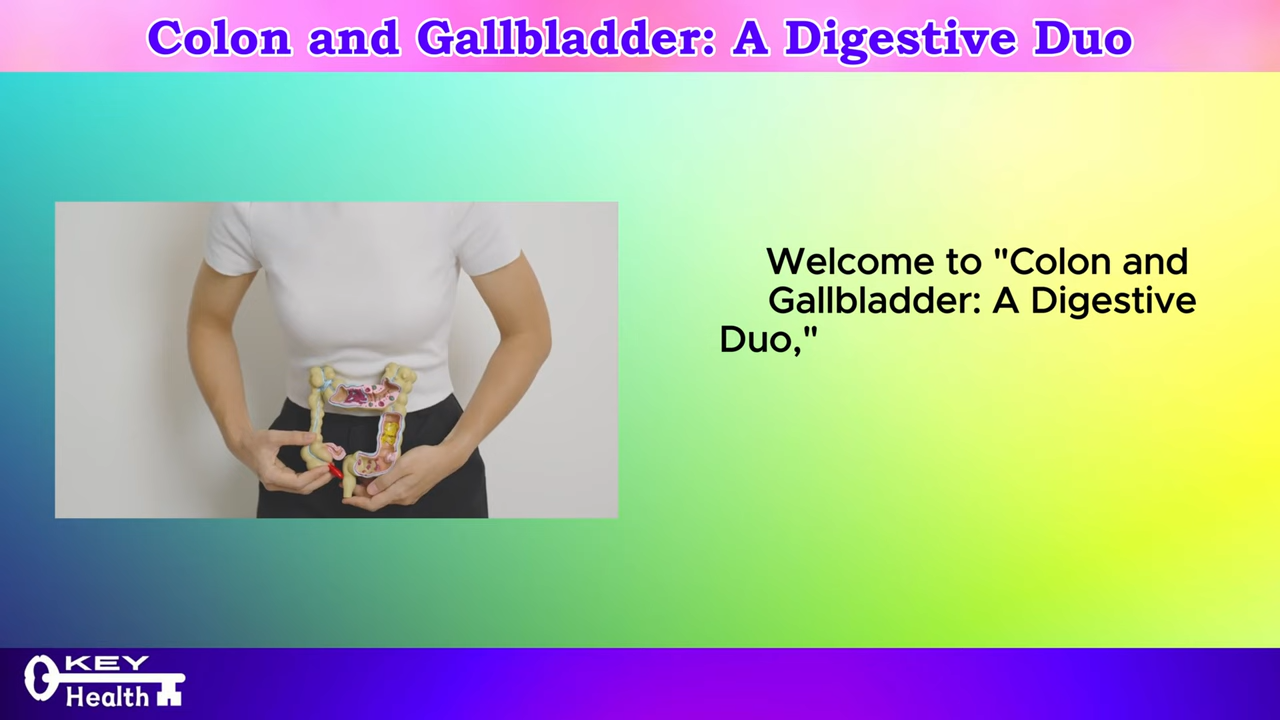 Colon and Gallbladder: A Digestive Duo
Welcome to "Colon and
Gallbladder: A Digestive
Duo,"
KEY
Health